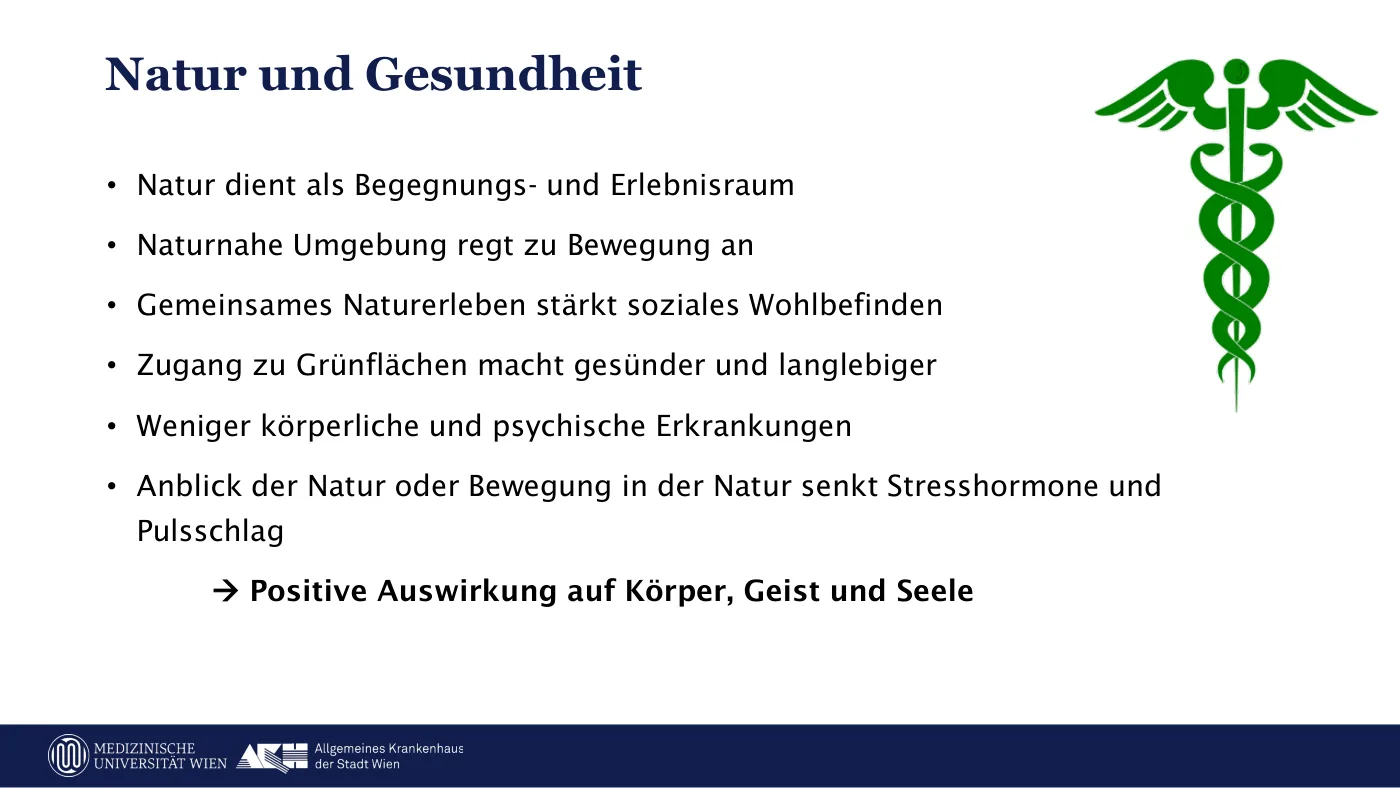 Natur und Gesundheit
• Natur dient als Begegnungs- und Erlebnisraum
• Naturnahe Umgebung regt zu Bewegung an
• Gemeinsames Naturerleben stärkt soziales Wohlbefinden
• Zugang zu Grünflächen macht gesünder und langlebiger
• Weniger körperliche und psychische Erkrankungen
• Anblick der Natur oder Bewegung in der Natur senkt Stresshormone und
Pulsschlag
→ Positive Auswirkung auf Körper, Geist und Seele
MEDIZINISCHE
UNIVERSITÄT WIEN
AKH
Allgemeines Krankenhaus
der Stadt Wien